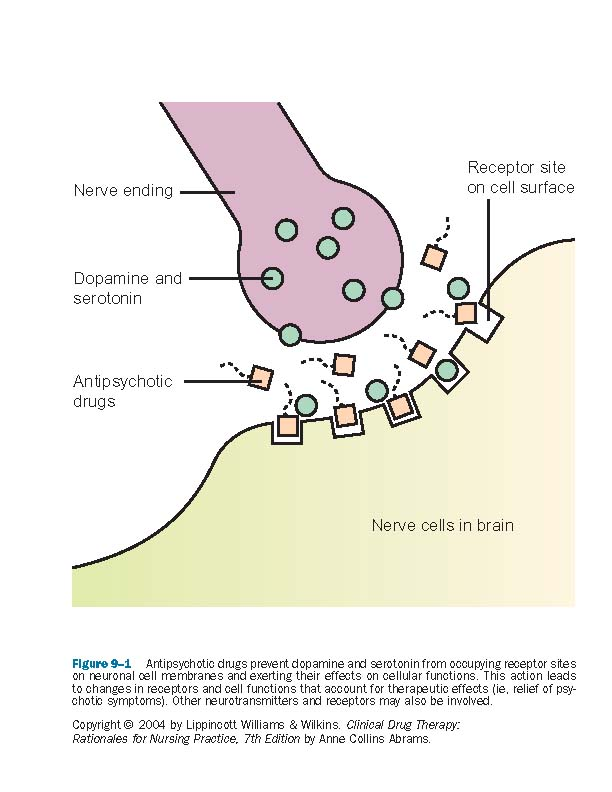 Receptor site
on cell surface
Nerve ending
Dopamine and
serotonin
Antipsychotic
drugs
Nerve cells in brain
Figure 9–1 Antipsychotic drugs prevent dopamine and serotonin from occupying receptor sites
on neuronal cell membranes and exerting their effects on cellular functions. This action leads
to changes in receptors and cell functions that account for therapeutic effects (ie, relief of psy-
chotic symptoms). Other neurotransmitters and receptors may also be involved.
Copyright © 2004 by Lippincott Williams & Wilkins. Clinical Drug Therapy:
Rationales for Nursing Practice, 7th Edition by Anne Collins Abrams.